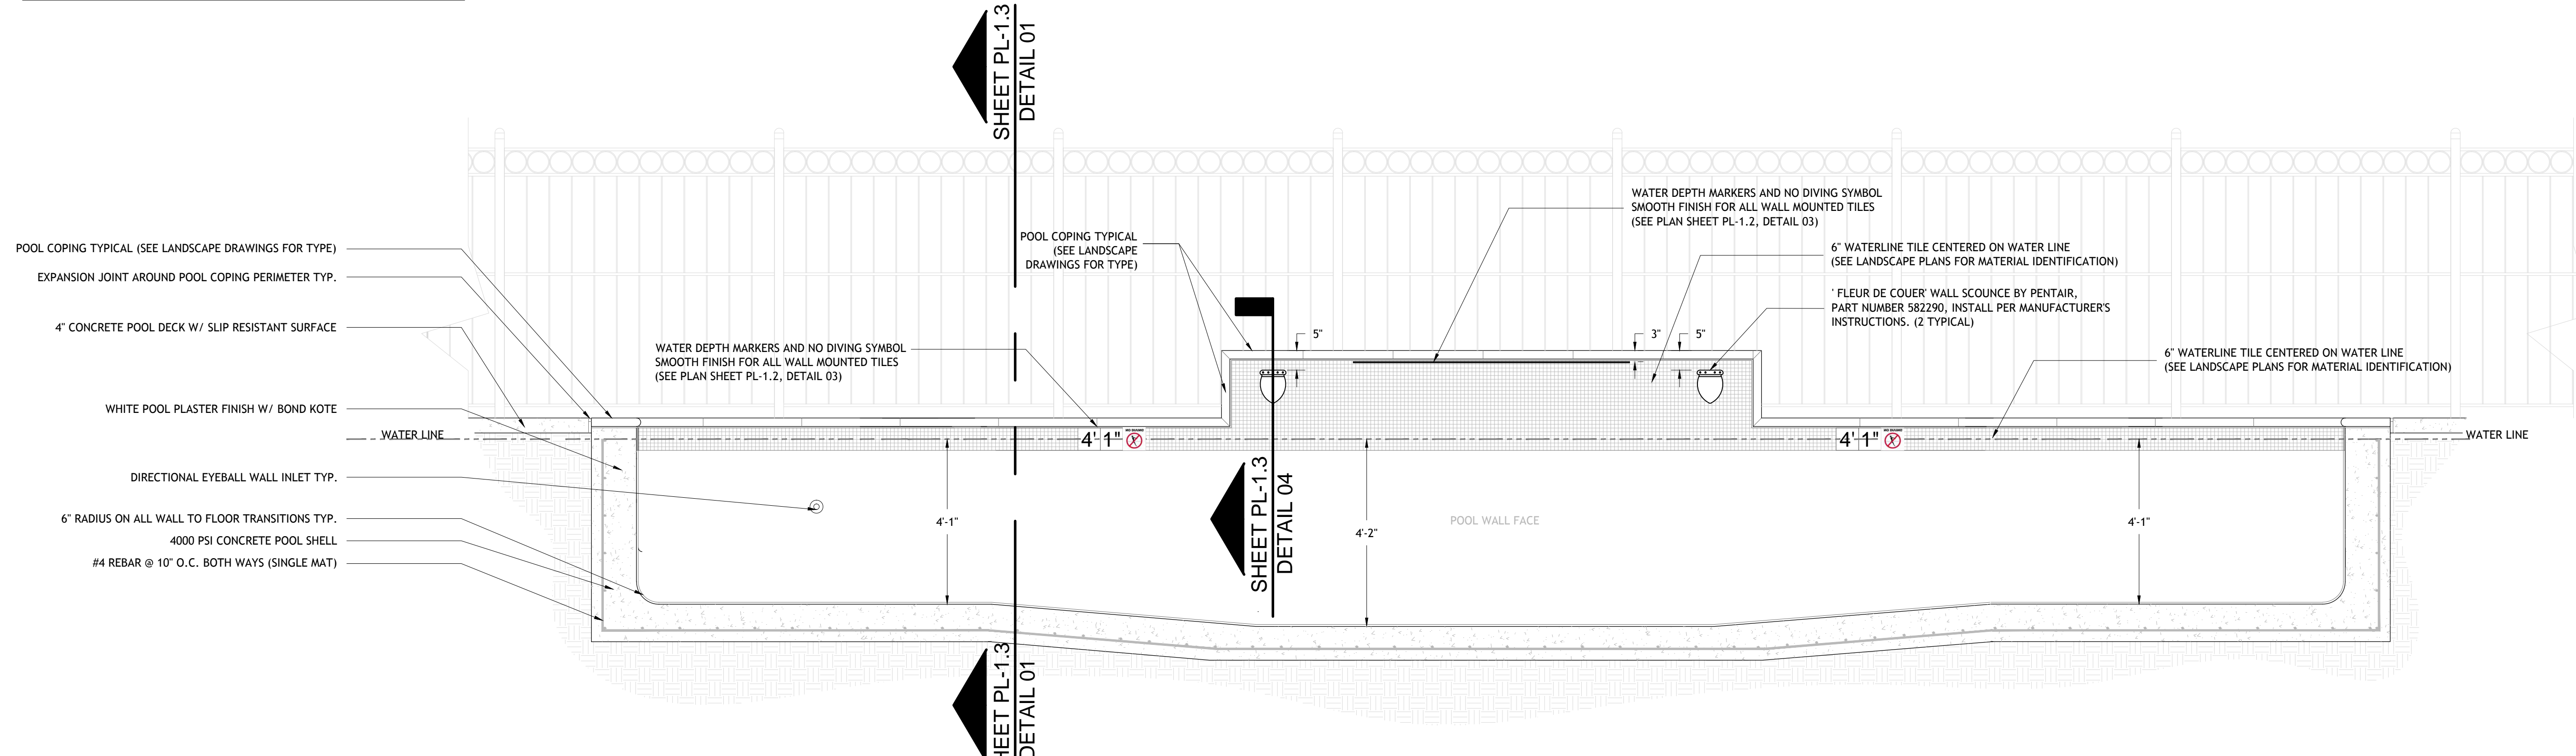 SHEET PL-1.3
DETAIL 01
POOL COPING TYPICAL (SEE LANDSCAPE DRAWINGS FOR TYPE)
EXPANSION JOINT AROUND POOL COPING PERIMETER TYP.
4" CONCRETE POOL DECK W/ SLIP RESISTANT SURFACE
WHITE POOL PLASTER FINISH W/ BOND KOTE
WATER LINE
DIRECTIONAL EYEBALL WALL INLET TYP.
6" RADIUS ON ALL WALL TO FLOOR TRANSITIONS TYP.
4000 PSI CONCRETE POOL SHELL
#4 REBAR @ 10" O.C. BOTH WAYS (SINGLE MAT)
WATER DEPTH MARKERS AND NO DIVING SYMBOL
SMOOTH FINISH FOR ALL WALL MOUNTED TILES
(SEE PLAN SHEET PL-1.2, DETAIL 03)
POOL COPING TYPICAL
(SEE LANDSCAPE
DRAWINGS FOR TYPE)
WATER DEPTH MARKERS AND NO DIVING SYMBOL
SMOOTH FINISH FOR ALL WALL MOUNTED TILES
(SEE PLAN SHEET PL-1.2, DETAIL 03)
6" WATERLINE TILE CENTERED ON WATER LINE
(SEE LANDSCAPE PLANS FOR MATERIAL IDENTIFICATION)
' FLEUR DE COUER' WALL SCOUNCE BY PENTAIR,
PART NUMBER 582290, INSTALL PER MANUFACTURER'S
INSTRUCTIONS. (2 TYPICAL)
6" WATERLINE TILE CENTERED ON WATER LINE
(SEE LANDSCAPE PLANS FOR MATERIAL IDENTIFICATION)
5"
3"
5"
4' 1"
NO DIVING
4' 1"
NO DIVING
WATER LINE
4'-1"
SHEET PL-1.3
DETAIL 04
4'-2"
POOL WALL FACE
4'-1"
HEET PL-1.3
DETAIL 01